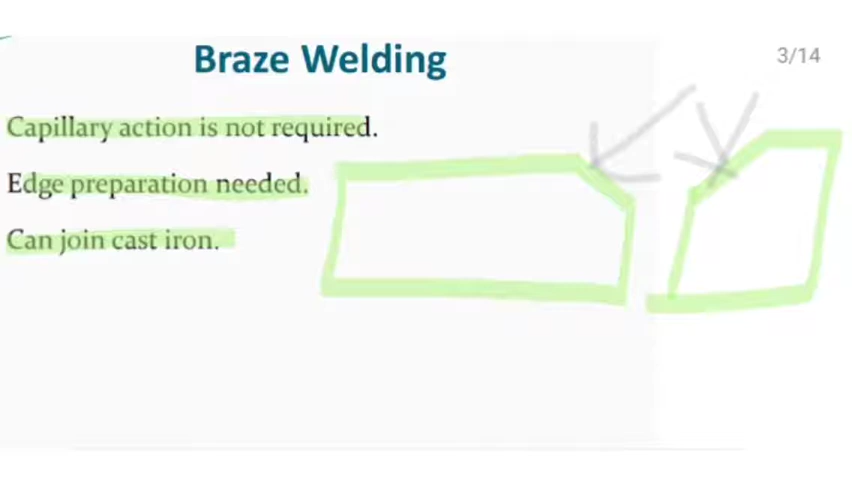 Braze Welding
3/14
Capillary action is not required.
Edge preparation needed.
Can join cast iron.